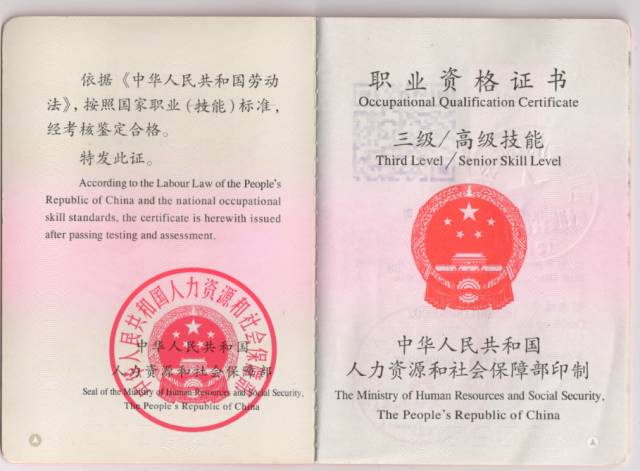 依据《中华人民共和国劳动
法》，按照国家职业(技能)标准，
经考核鉴定合格。
特发此证。
According to the Labour Law of the People's
Republic of China and the national occupational
skill standards, the certificate is herewith issued
after passing testing and assessment.
中华人民共和国人力资源和社会保障部
中华人民共和国
人力资源和社会保障部
Seal of the Ministry of Human Resources and Social Security,
The People's Republic of China
职业资格证书
Occupational Qualification Certificate
三级/高级技能
Third Level/Senior Skill Level
中华人民共和国
人力资源和社会保障部印制
The Ministry of Human Resources and Social Security,
The People's Republic of China